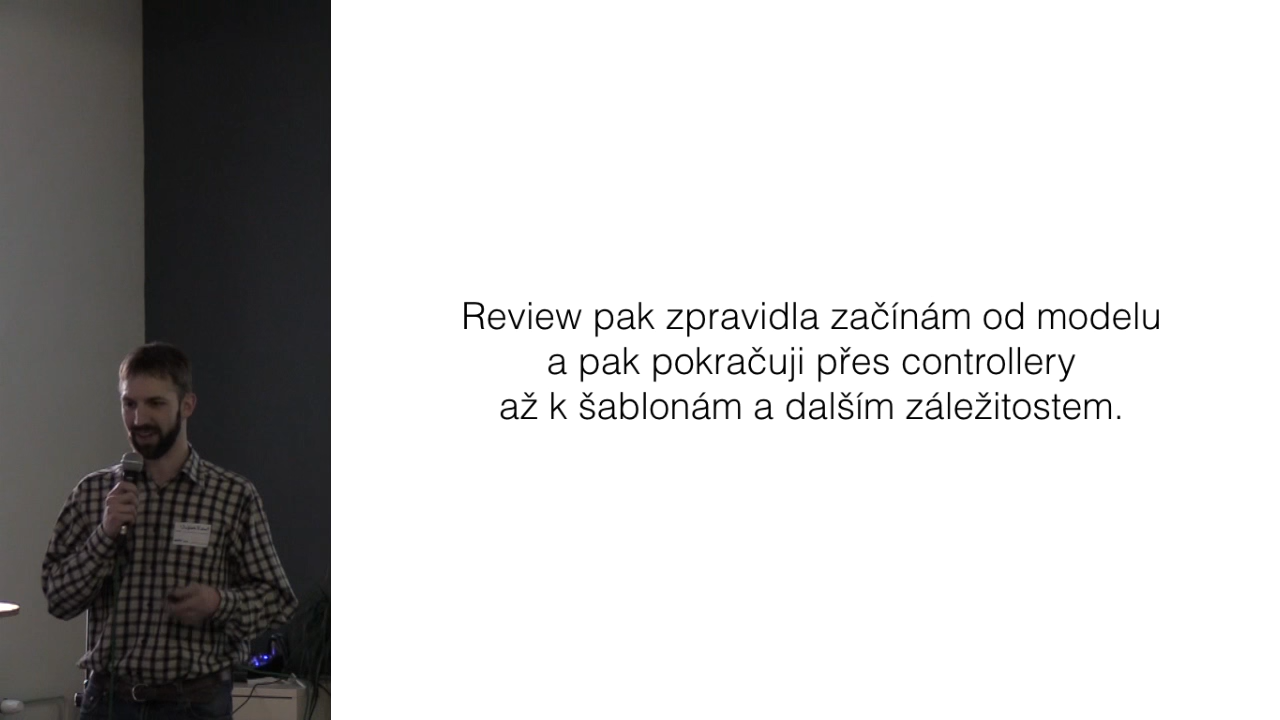 Review pak zpravidla začínám od modelu
a pak pokračuji přes controllery
až k šablonám a dalším záležitostem.